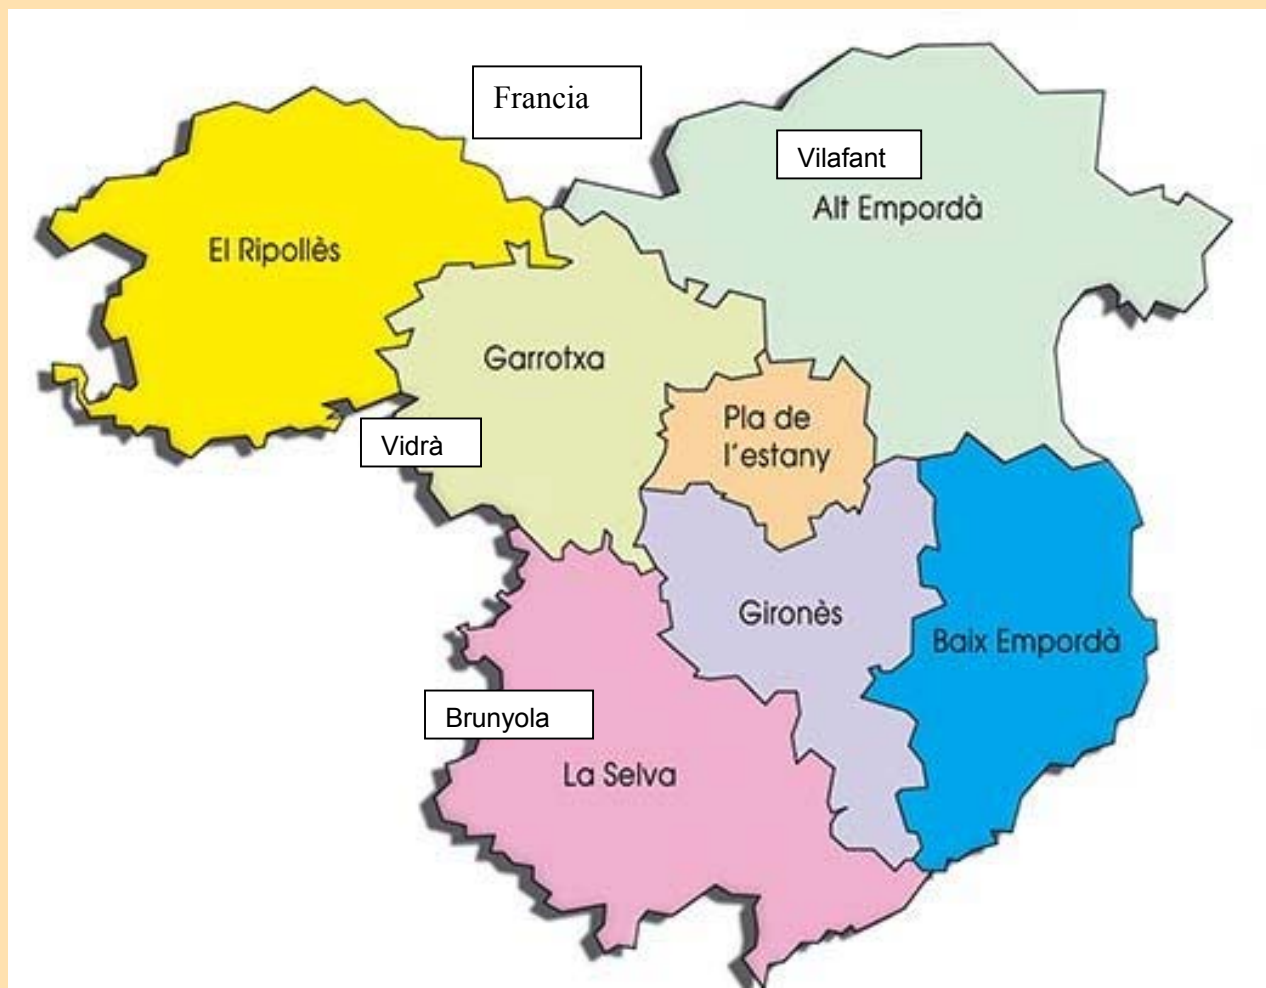 Francia
Vilafant
Alt Empordà
El Ripollès
Garrotxa
Pla de
l´estany
Vidrà
Gironès
Baix Empordà
Brunyola
La Selva